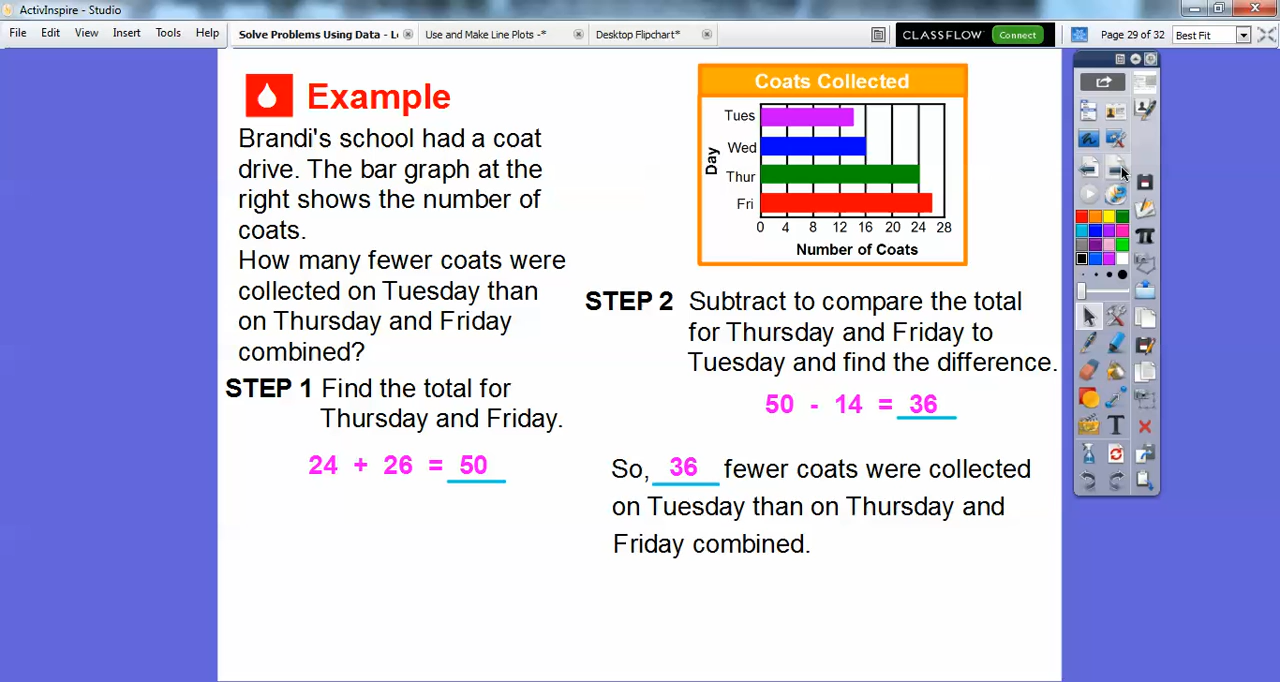 ActivInspire - Studio
File Edit View Insert Tools Help
Solve Problems Using Data - L
Use and Make Line Plots -*
Desktop Flipchart*
CLASSFLOW Connect
Page 29 of 32
Best Fit
Example
Brandi's school had a coat
drive. The bar graph at the
right shows the number of
coats.
How many fewer coats were
collected on Tuesday than
on Thursday and Friday
combined?
STEP 1 Find the total for
Thursday and Friday.
24 + 26 = 50
Coats Collected
Day
Tues
Wed
Thur
Fri
0 4 8 12 16 20 24 28
Number of Coats
STEP 2 Subtract to compare the total
for Thursday and Friday to
Tuesday and find the difference.
50 - 14 = 36
So, 36 fewer coats were collected
on Tuesday than on Thursday and
Friday combined.